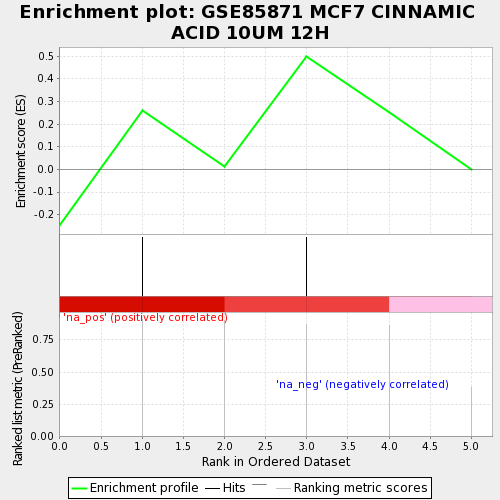 Enrichment plot: GSE85871 MCF7 CINNAMIC
ACID 10UM 12H
Enrichment score (ES)
0.5
0.4
0.3
0.2
0.1
0.0
-0.1
-0.2
'na_pos' (positively correlated)
Ranked list metric (PreRanked)
0.75
0.50
0.25
0.00
'na_neg' (negatively correlated)
0.0 0.5 1.0 1.5 2.0 2.5 3.0 3.5 4.0 4.5 5.0
Rank in Ordered Dataset
Enrichment profile Hits Ranking metric scores